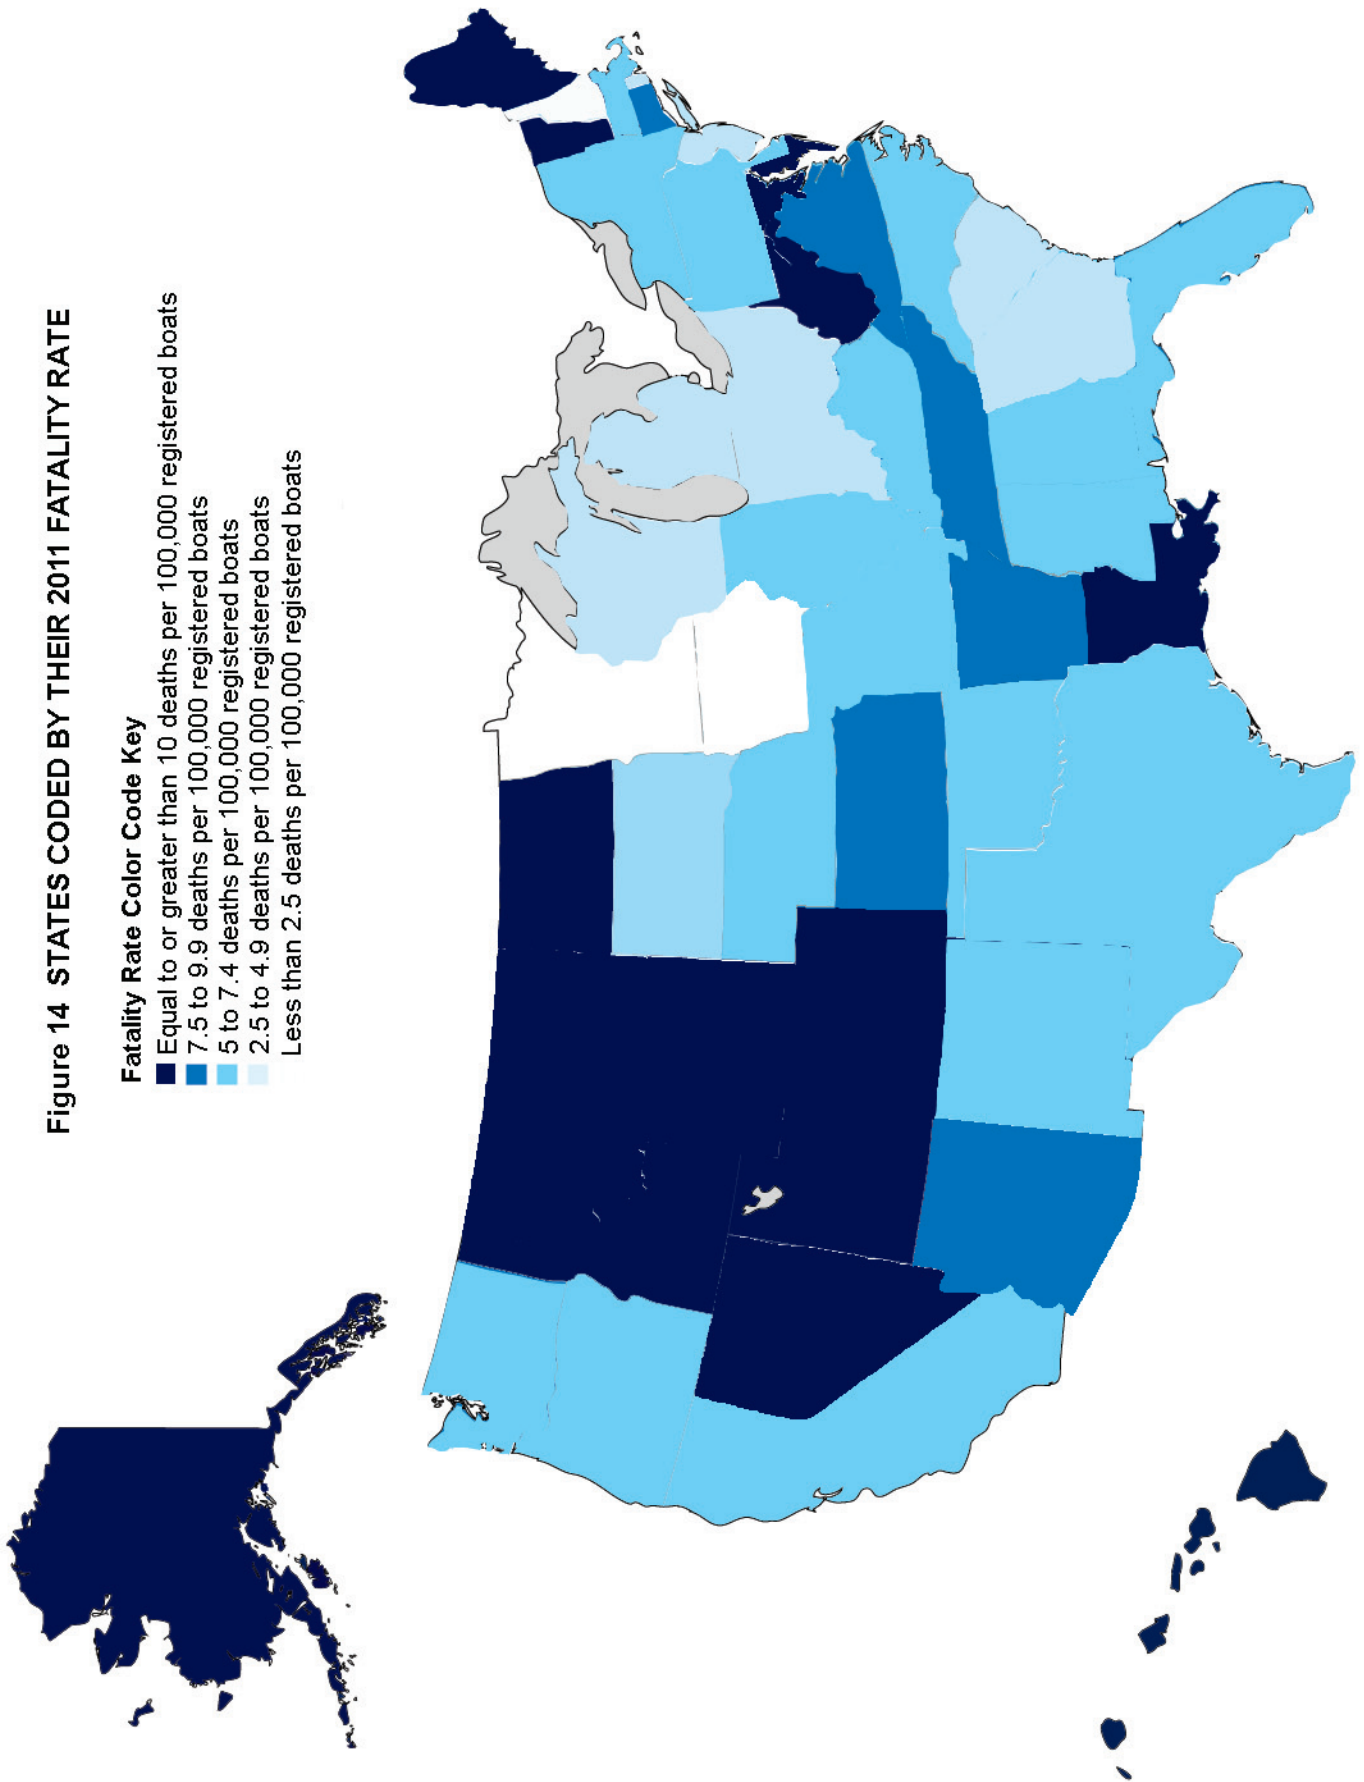 Figure 14 STATES CODED BY THEIR 2011 FATALITY RATE
Fatality Rate Color Code Key
Equal to or greater than 10 deaths per 100,000 registered boats
7.5 to 9.9 deaths per 100,000 registered boats
5 to 7.4 deaths per 100,000 registered boats
2.5 to 4.9 deaths per 100,000 registered boats
Less than 2.5 deaths per 100,000 registered boats